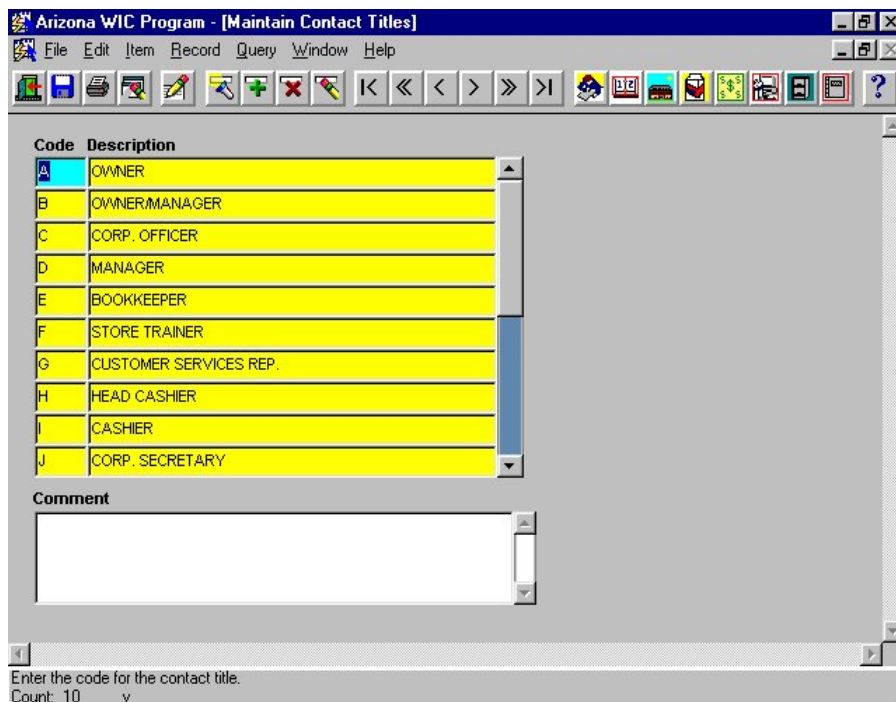 Arizona WIC Program - [Maintain Contact Titles]
File Edit Item Record Query Window Help
Code Description
A OWNER
B OWNER/MANAGER
C CORP. OFFICER
D MANAGER
E BOOKKEEPER
F STORE TRAINER
G CUSTOMER SERVICES REP.
H HEAD CASHIER
I CASHIER
J CORP. SECRETARY
Comment
Enter the code for the contact title.
Count: 10 v